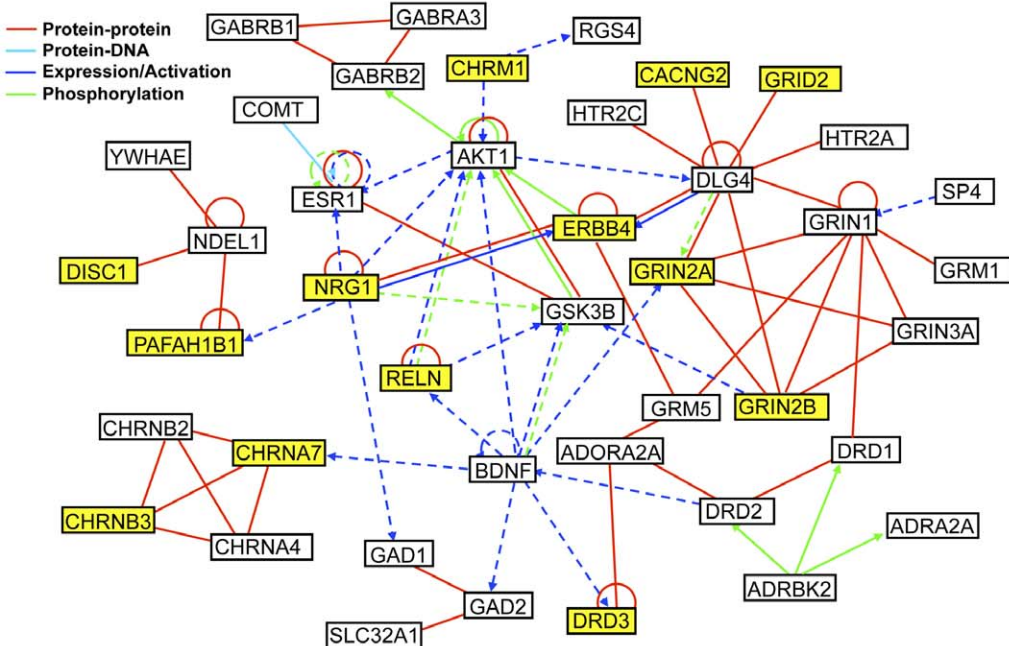 Protein-protein
Protein-DNA
Expression/Activation
Phosphorylation
GABRB1
GABRA3
GABRB2
CHRM1
RGS4
CACNG2
GRID2
COMT
HTR2C
HTR2A
YWHAE
AKT1
DLG4
ESR1
SP4
NDEL1
ERBB4
GRIN1
DISC1
NRG1
GRIN2A
GRM1
GSK3B
PAFAH1B1
GRIN3A
RELN
GRM5
GRIN2B
CHRNB2
CHRNA7
ADORA2A
DRD1
BDNF
CHRNB3
DRD2
ADRA2A
CHRNA4
GAD1
ADRBK2
GAD2
DRD3
SLC32A1